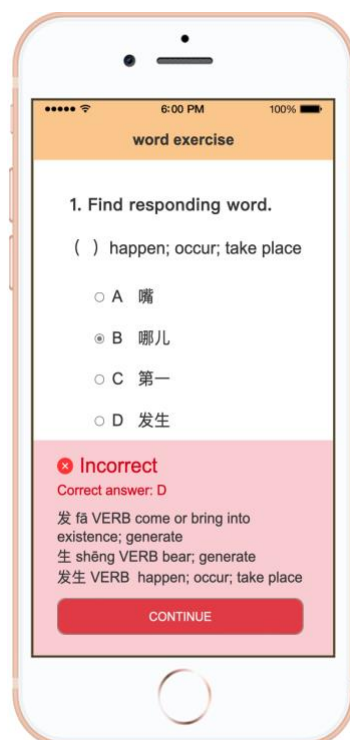 6:00 PM 100%
word exercise
1. Find responding word.
( ) happen; occur; take place
A 嘴
B 哪儿
C 第一
D 发生
Incorrect
Correct answer: D
发 fā VERB come or bring into
existence; generate
生 shēng VERB bear; generate
发生 VERB happen; occur; take place
CONTINUE